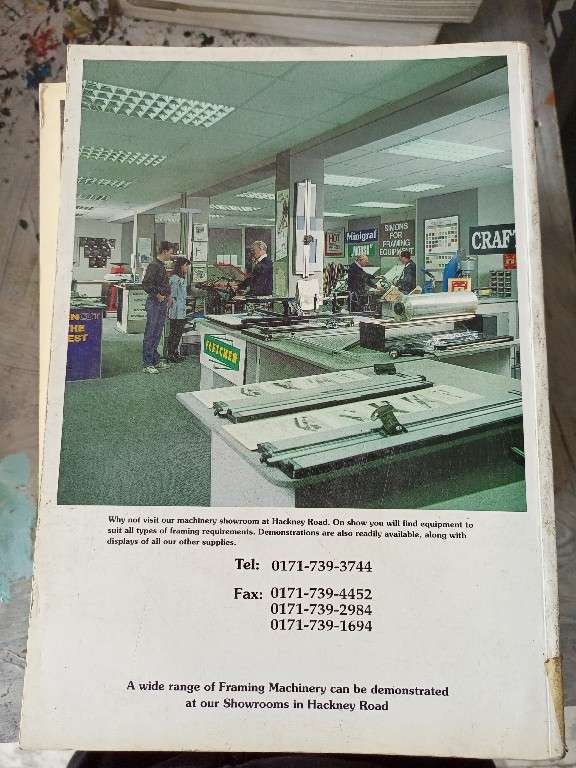 Minigraf
SIMONS
FOR
FRAMING
EQUIPMENT
CRAF
THE
EST
FLETCHER
Why not visit our machinery showroom at Hackney Road. On show you will find equipment to
suit all types of framing requirements. Demonstrations are also readily available, along with
displays of all our other supplies.
Tel: 0171-739-3744
Fax: 0171-739-4452
0171-739-2984
0171-739-1694
A wide range of Framing Machinery can be demonstrated
at our Showrooms in Hackney Road